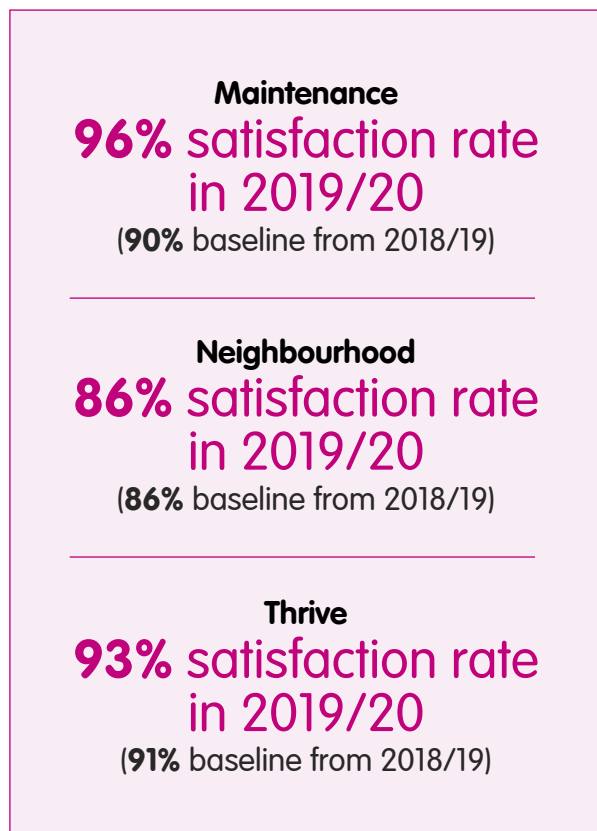 Maintenance
96% satisfaction rate
in 2019/20
(90% baseline from 2018/19)
Neighbourhood
86% satisfaction rate
in 2019/20
(86% baseline from 2018/19)
Thrive
93% satisfaction rate
in 2019/20
(91% baseline from 2018/19)